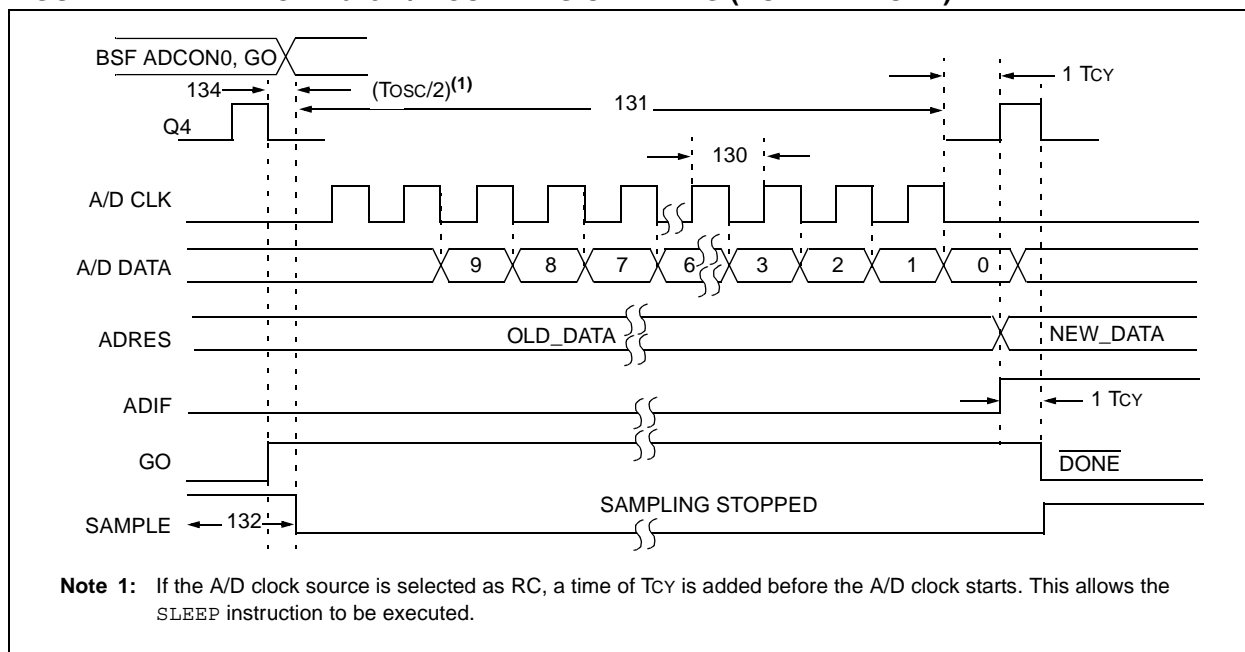 BSF ADCON0, GO
134
(TOSC/2)(1)
131
1 TCY
Q4
130
A/D CLK
A/D DATA
9 8 7 6 3 2 1 0
ADRES
OLD_DATA
NEW_DATA
ADIF
1 TCY
GO
DONE
SAMPLING STOPPED
SAMPLE
132
Note 1: If the A/D clock source is selected as RC, a time of TCY is added before the A/D clock starts. This allows the
SLEEP instruction to be executed.